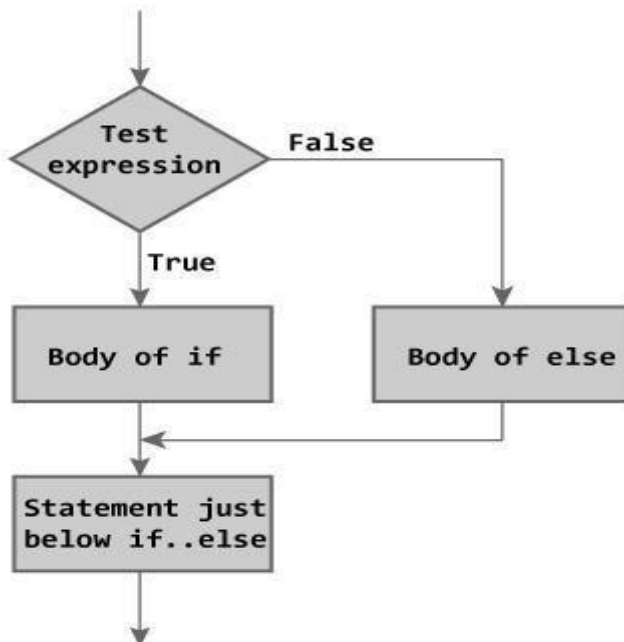 Test
expression
False
True
Body of if
Body of else
Statement just
below if..else